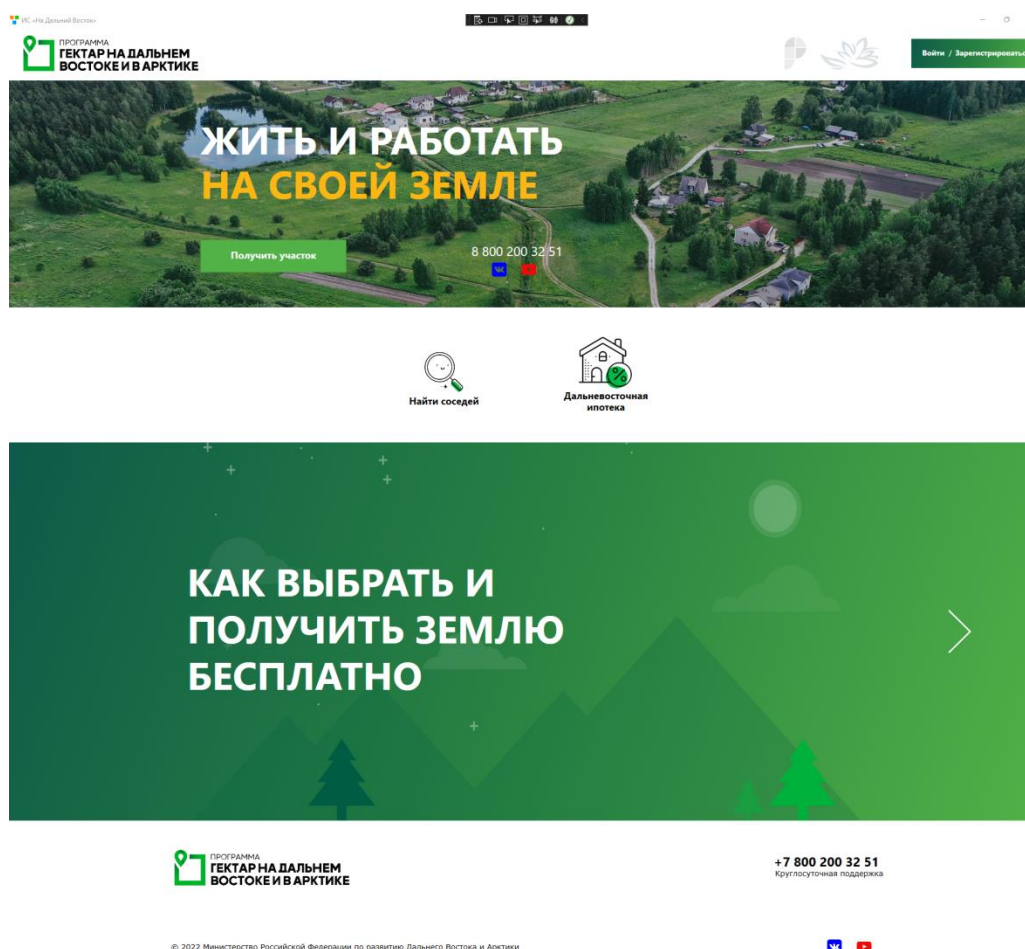 ИС «На Дальний Восток»
ПРОГРАММА
ГЕКТАР НА ДАЛЬНЕМ
ВОСТОКЕ И В АРКТИКЕ
Войти / Зарегистрироватьс
ЖИТЬ И РАБОТАТЬ
НА СВОЕЙ ЗЕМЛЕ
Получить участок
8 800 200 32 51
Найти соседей
Дальневосточная
ипотека
КАК ВЫБРАТЬ И
ПОЛУЧИТЬ ЗЕМЛЮ
БЕСПЛАТНО
ПРОГРАММА
ГЕКТАР НА ДАЛЬНЕМ
ВОСТОКЕ И В АРКТИКЕ
+7 800 200 32 51
Круглосуточная поддержка
© 2022 Министерство Российской Федерации по развитию Дальнего Востока и Арктики